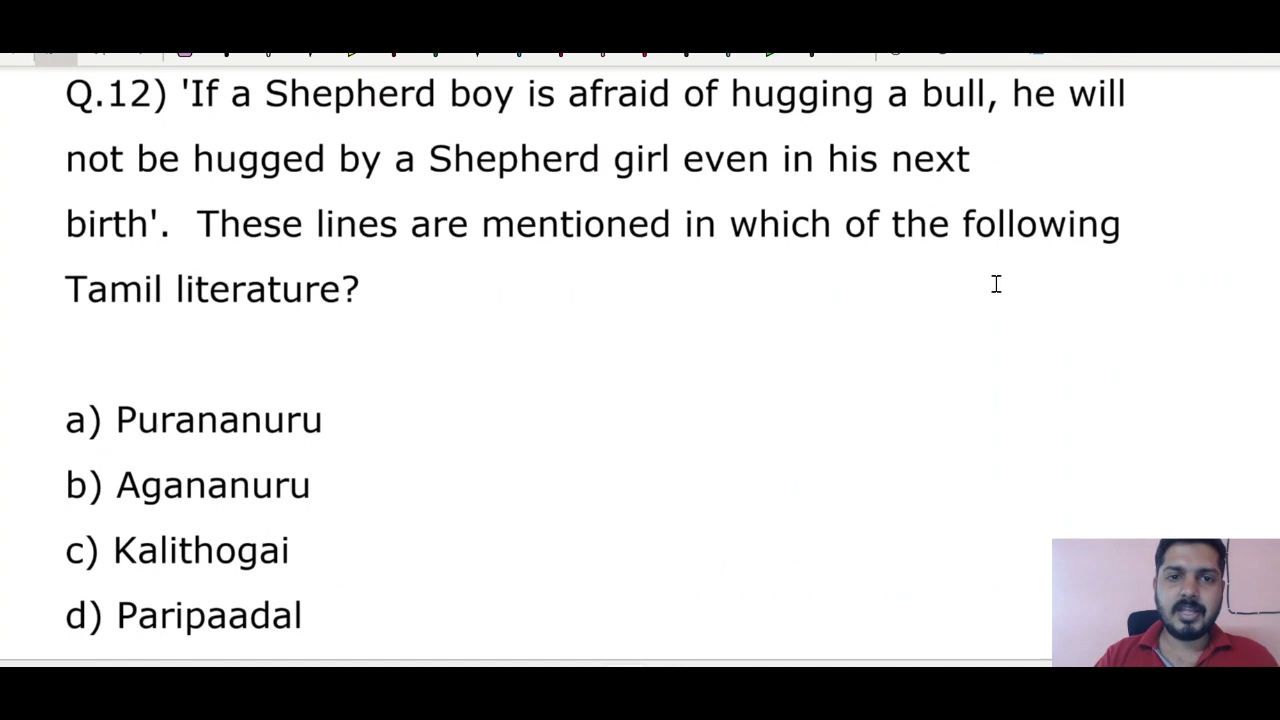 Q.12) 'If a Shepherd boy is afraid of hugging a bull, he will
not be hugged by a Shepherd girl even in his next
birth'.  These lines are mentioned in which of the following
Tamil literature?
a) Purananuru
b) Agananuru
c) Kalithogai
d) Paripaadal